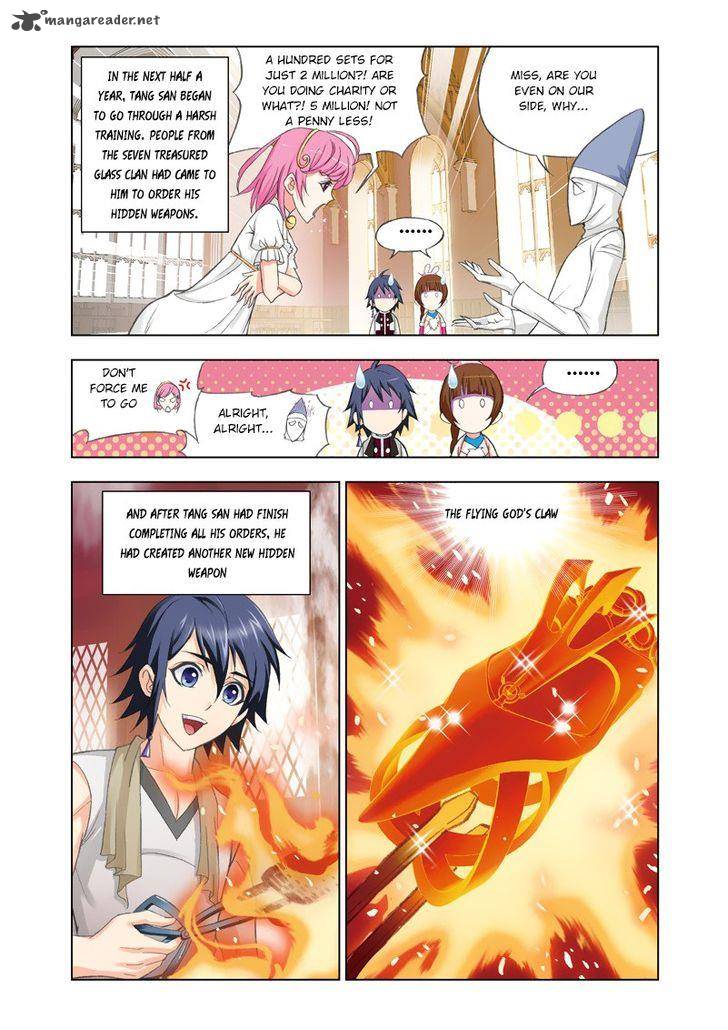 mangareader.net
IN THE NEXT HALF A
YEAR, TANG SAN BEGAN
TO GO THROUGH A HARSH
TRAINING. PEOPLE FROM
THE SEVEN TREASURED
GLASS CLAN HAD CAME TO
HIM TO ORDER HIS
HIDDEN WEAPONS.
A HUNDRED SETS FOR
JUST 2 MILLION?! ARE
YOU DOING CHARITY OR
WHAT?! 5 MILLION! NOT
A PENNY LESS!
MISS, ARE YOU
EVEN ON OUR
SIDE, WHY...
......
DON'T
FORCE ME
TO GO
ALRIGHT,
ALRIGHT...
......
AND AFTER TANG SAN HAD FINISH
COMPLETING ALL HIS ORDERS, HE
HAD CREATED ANOTHER NEW HIDDEN
WEAPON
THE FLYING GOD'S CLAW